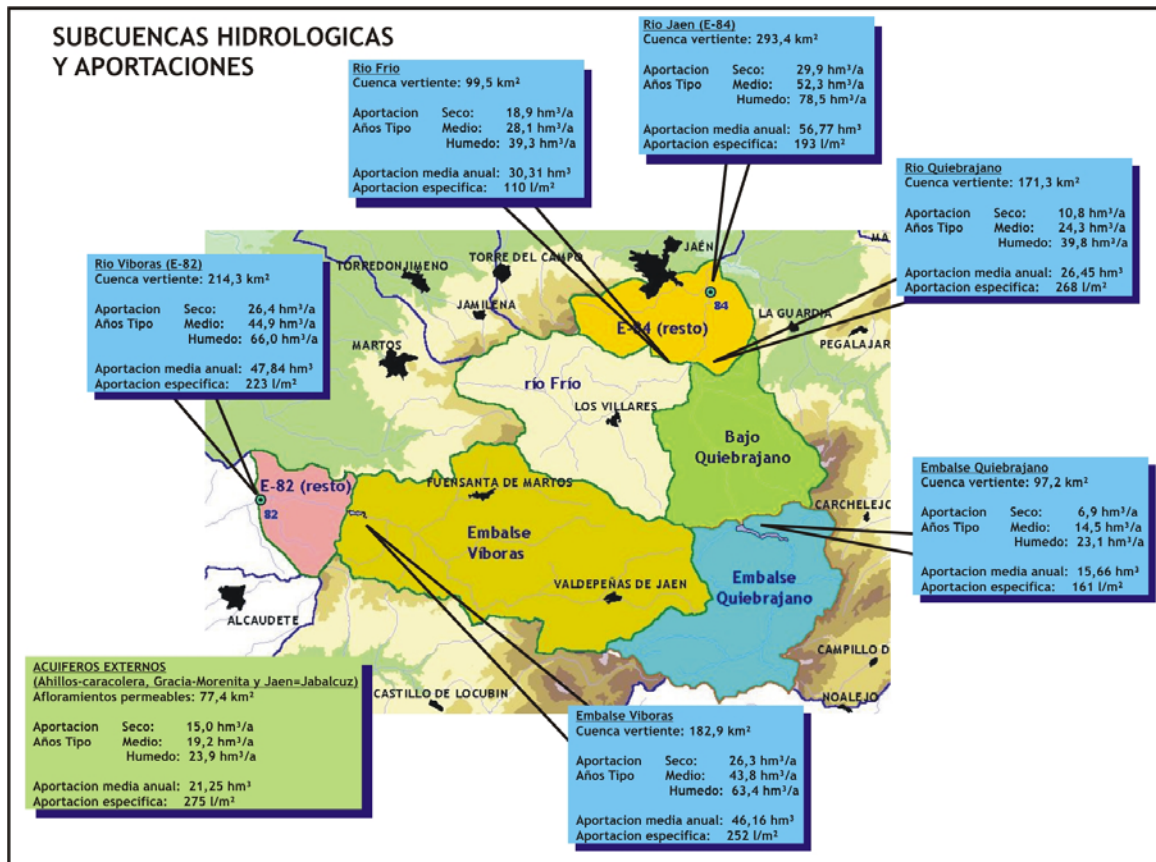 SUBCUENCAS HIDROLOGICAS
Y APORTACIONES
Rio Frio
Cuenca vertiente: 99,5 km²
Aportacion Seco: 18,9 hm³/a
Años Tipo Medio: 28,1 hm³/a
Humedo: 39,3 hm³/a
Aportacion media anual: 30,31 hm³
Aportacion especifica: 110 l/m²
Rio Jaen (E-84)
Cuenca vertiente: 293,4 km²
Aportacion Seco: 29,9 hm³/a
Años Tipo Medio: 52,3 hm³/a
Humedo: 78,5 hm³/a
Aportacion media anual: 56,77 hm³
Aportacion especifica: 193 l/m²
Rio Quiebrajano
Cuenca vertiente: 171,3 km²
Aportacion Seco: 10,8 hm³/a
Años Tipo Medio: 24,3 hm³/a
Humedo: 39,8 hm³/a
Aportacion media anual: 26,45 hm³
Aportacion especifica: 268 l/m²
Rio Viboras (E-82)
Cuenca vertiente: 214,3 km²
Aportacion Seco: 26,4 hm³/a
Años Tipo Medio: 44,9 hm³/a
Humedo: 66,0 hm³/a
Aportacion media anual: 47,84 hm³
Aportacion especifica: 223 l/m²
JAÉN
MA
TORRE DEL CAMPO
TORREDONJIMENO
JAMILENA
84
LA GUARDIA
E-84 (resto)
PEGALAJAR
MARTOS
río Frío
LOS VILLARES
Bajo
Quiebrajano
E-82 (resto)
82
FUENSANTA DE MARTOS
CARCHELEJO
Embalse
Víboras
VALDEPEÑAS DE JAEN
Embalse
Quiebrajano
ALCAUDETE
CAMPILLO D
CASTILLO DE LOCUBIN
NOALEJO
Embalse Quiebrajano
Cuenca vertiente: 97,2 km²
Aportacion Seco: 6,9 hm³/a
Años Tipo Medio: 14,5 hm³/a
Humedo: 23,1 hm³/a
Aportacion media anual: 15,66 hm³
Aportacion especifica: 161 l/m²
ACUIFEROS EXTERNOS
(Ahillos-caracolera, Gracia-Morenita y Jaen=Jabalcuz)
Afloramientos permeables: 77,4 km²
Aportacion Seco: 15,0 hm³/a
Años Tipo Medio: 19,2 hm³/a
Humedo: 23,9 hm³/a
Aportacion media anual: 21,25 hm³
Aportacion especifica: 275 l/m²
Embalse Viboras
Cuenca vertiente: 182,9 km²
Aportacion Seco: 26,3 hm³/a
Años Tipo Medio: 43,8 hm³/a
Humedo: 63,4 hm³/a
Aportacion media anual: 46,16 hm³
Aportacion especifica: 252 l/m²